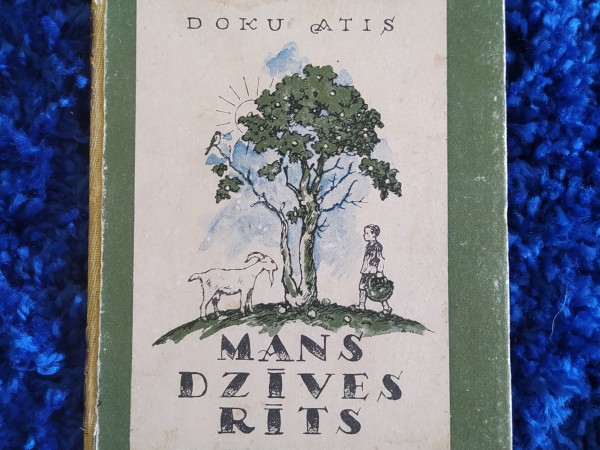 DOKU ATIS
MANS
DZĪVES
RĪTS